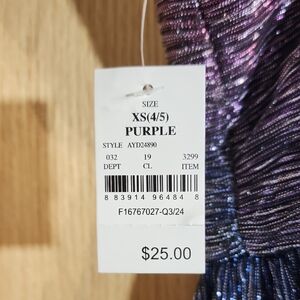 SIZE
XS(4/5)
PURPLE
STYLE AYD24890
032 19 3299
DEPT CL ITEM
8 83914 96484 8
F16767027-Q3/24
$25.00